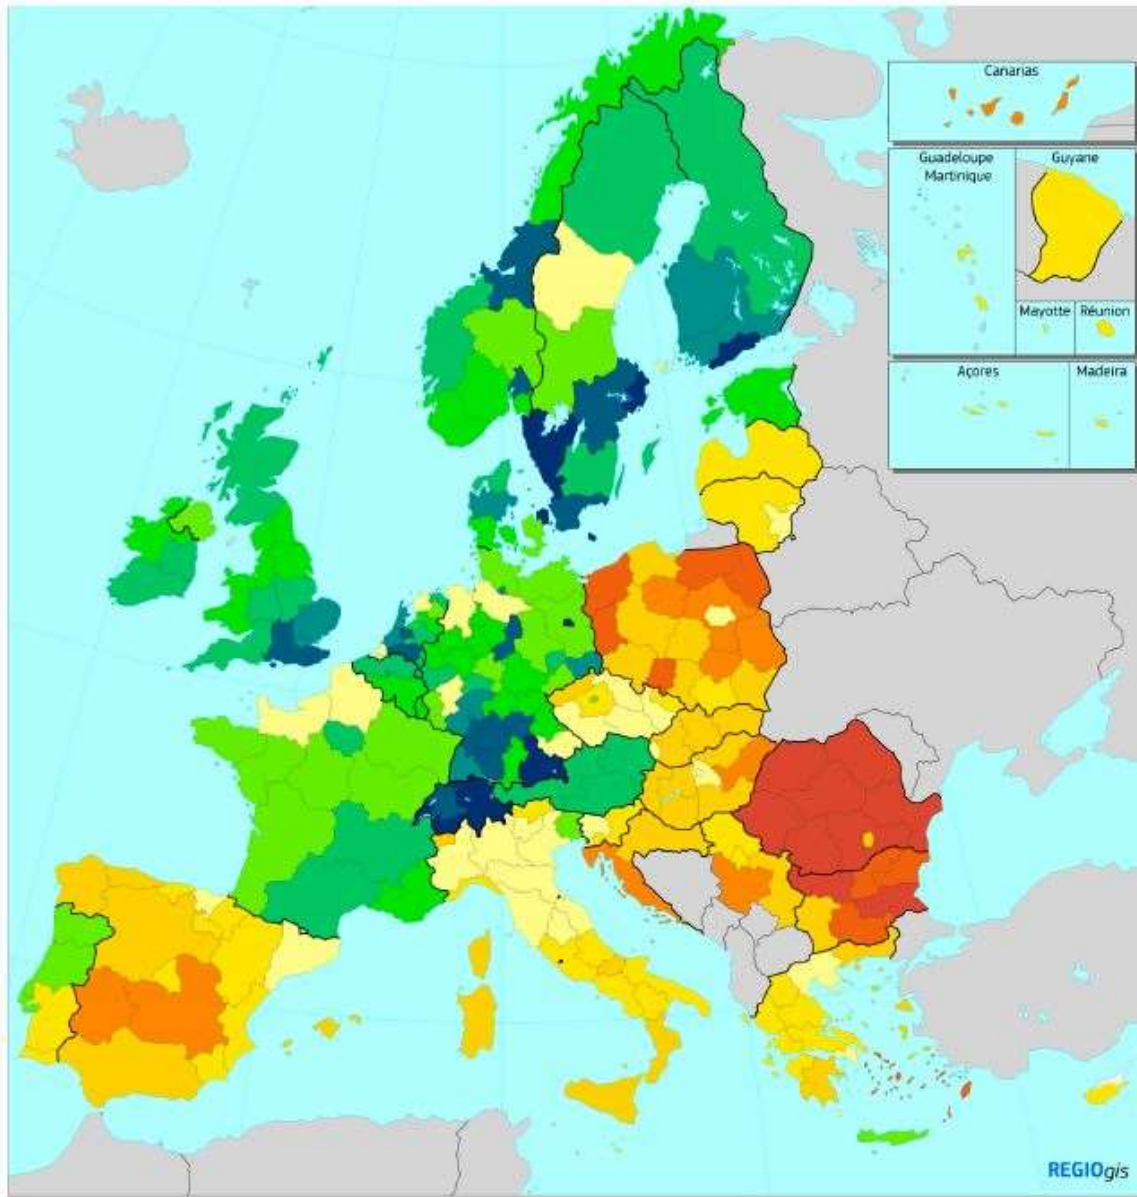 Canarias
Guadeloupe
Martinique
Guyane
Mayotte
Réunion
Açores
Madeira
REGIOgis